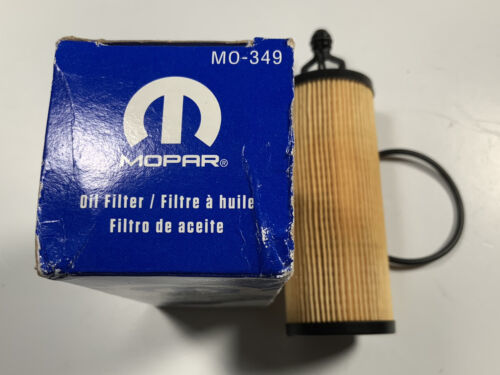 MO-349
MOPAR®
Oil Filter / Filtre à huile
Filtro de aceite